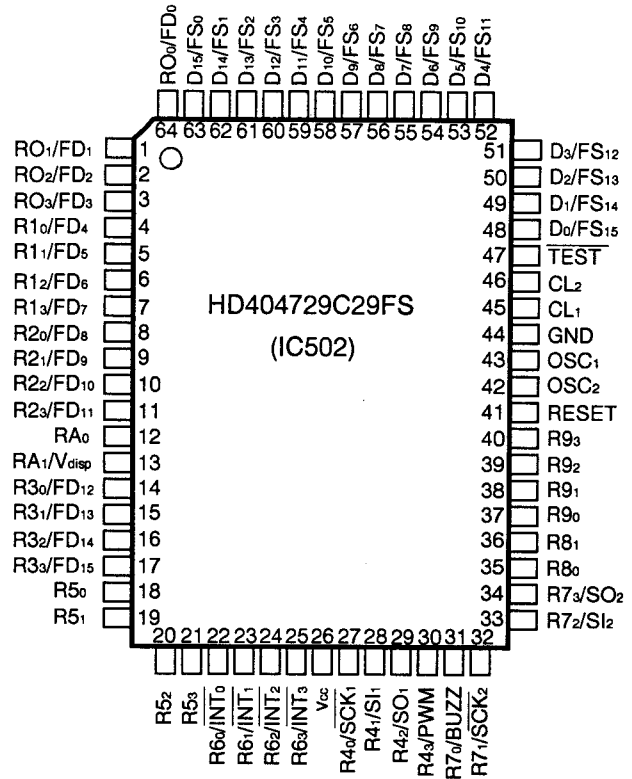 RO₀/FD₀
D₁₅/FS₀
D₁₄/FS₁
D₁₃/FS₂
D₁₂/FS₃
D₁₁/FS₄
D₁₀/FS₅
D₉/FS₆
D₈/FS₇
D₇/FS₈
D₆/FS₉
D₅/FS₁₀
D₄/FS₁₁
64 63 62 61 60 59 58 57 56 55 54 53 52
RO₁/FD₁ 1
RO₂/FD₂ 2
RO₃/FD₃ 3
R1₀/FD₄ 4
R1₁/FD₅ 5
R1₂/FD₆ 6
R1₃/FD₇ 7
R2₀/FD₈ 8
R2₁/FD₉ 9
R2₂/FD₁₀ 10
R2₃/FD₁₁ 11
RA₀ 12
RA₁/Vdisp 13
R3₀/FD₁₂ 14
R3₁/FD₁₃ 15
R3₂/FD₁₄ 16
R3₃/FD₁₅ 17
R5₀ 18
R5₁ 19
HD404729C29FS
(IC502)
51 D₃/FS₁₂
50 D₂/FS₁₃
49 D₁/FS₁₄
48 D₀/FS₁₅
47 TEST
46 CL₂
45 CL₁
44 GND
43 OSC₁
42 OSC₂
41 RESET
40 R9₃
39 R9₂
38 R9₁
37 R9₀
36 R8₁
35 R8₀
34 R7₃/SO₂
33 R7₂/SI₂
20 21 22 23 24 25 26 27 28 29 30 31 32
R5₂
R5₃
R6₀/INT₀
R6₁/INT₁
R6₂/INT₂
R6₃/INT₃
Vcc
R4₀/SCK₁
R4₁/SI₁
R4₂/SO₁
R4₃/PWM
R7₀/BUZZ
R7₁/SCK₂